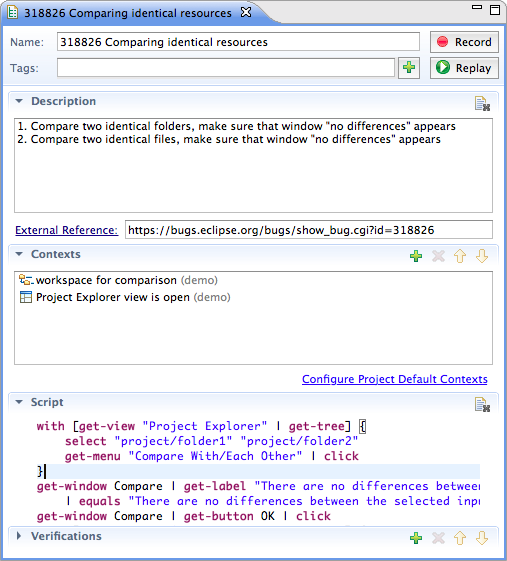 318826 Comparing identical resources
Name: 318826 Comparing identical resources Record
Tags: Replay
Description
1. Compare two identical folders, make sure that window "no differences" appears
2. Compare two identical files, make sure that window "no differences" appears
External Reference: https://bugs.eclipse.org/bugs/show_bug.cgi?id=318826
Contexts
workspace for comparison (demo)
Project Explorer view is open (demo)
Configure Project Default Contexts
Script
with [get-view "Project Explorer" | get-tree] {
select "project/folder1" "project/folder2"
get-menu "Compare With/Each Other" | click
}
get-window Compare | get-label "There are no differences between
| equals "There are no differences between the selected inpu
get-window Compare | get-button OK | click
Verifications